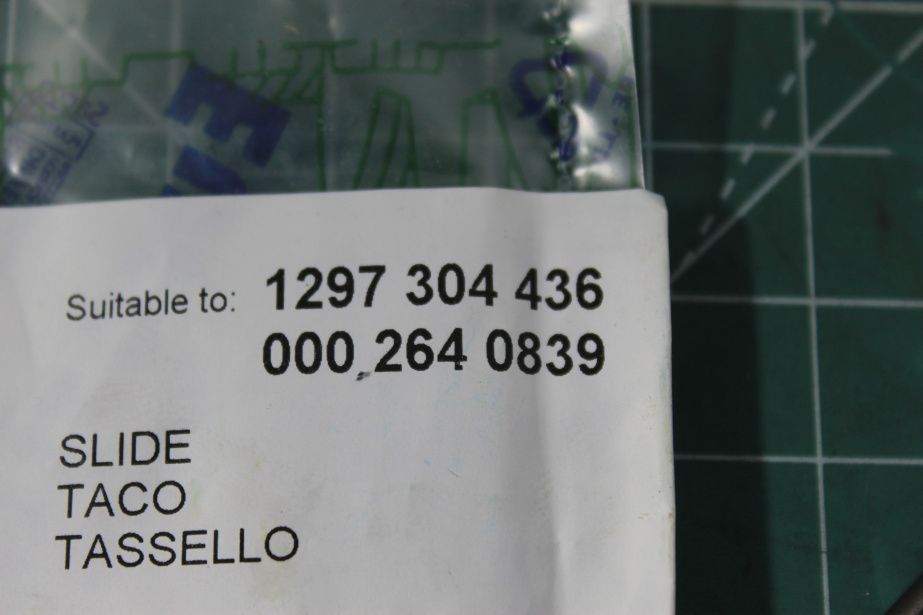 Suitable to: 1297 304 436
000 264 0839
SLIDE
TACO
TASSELLO